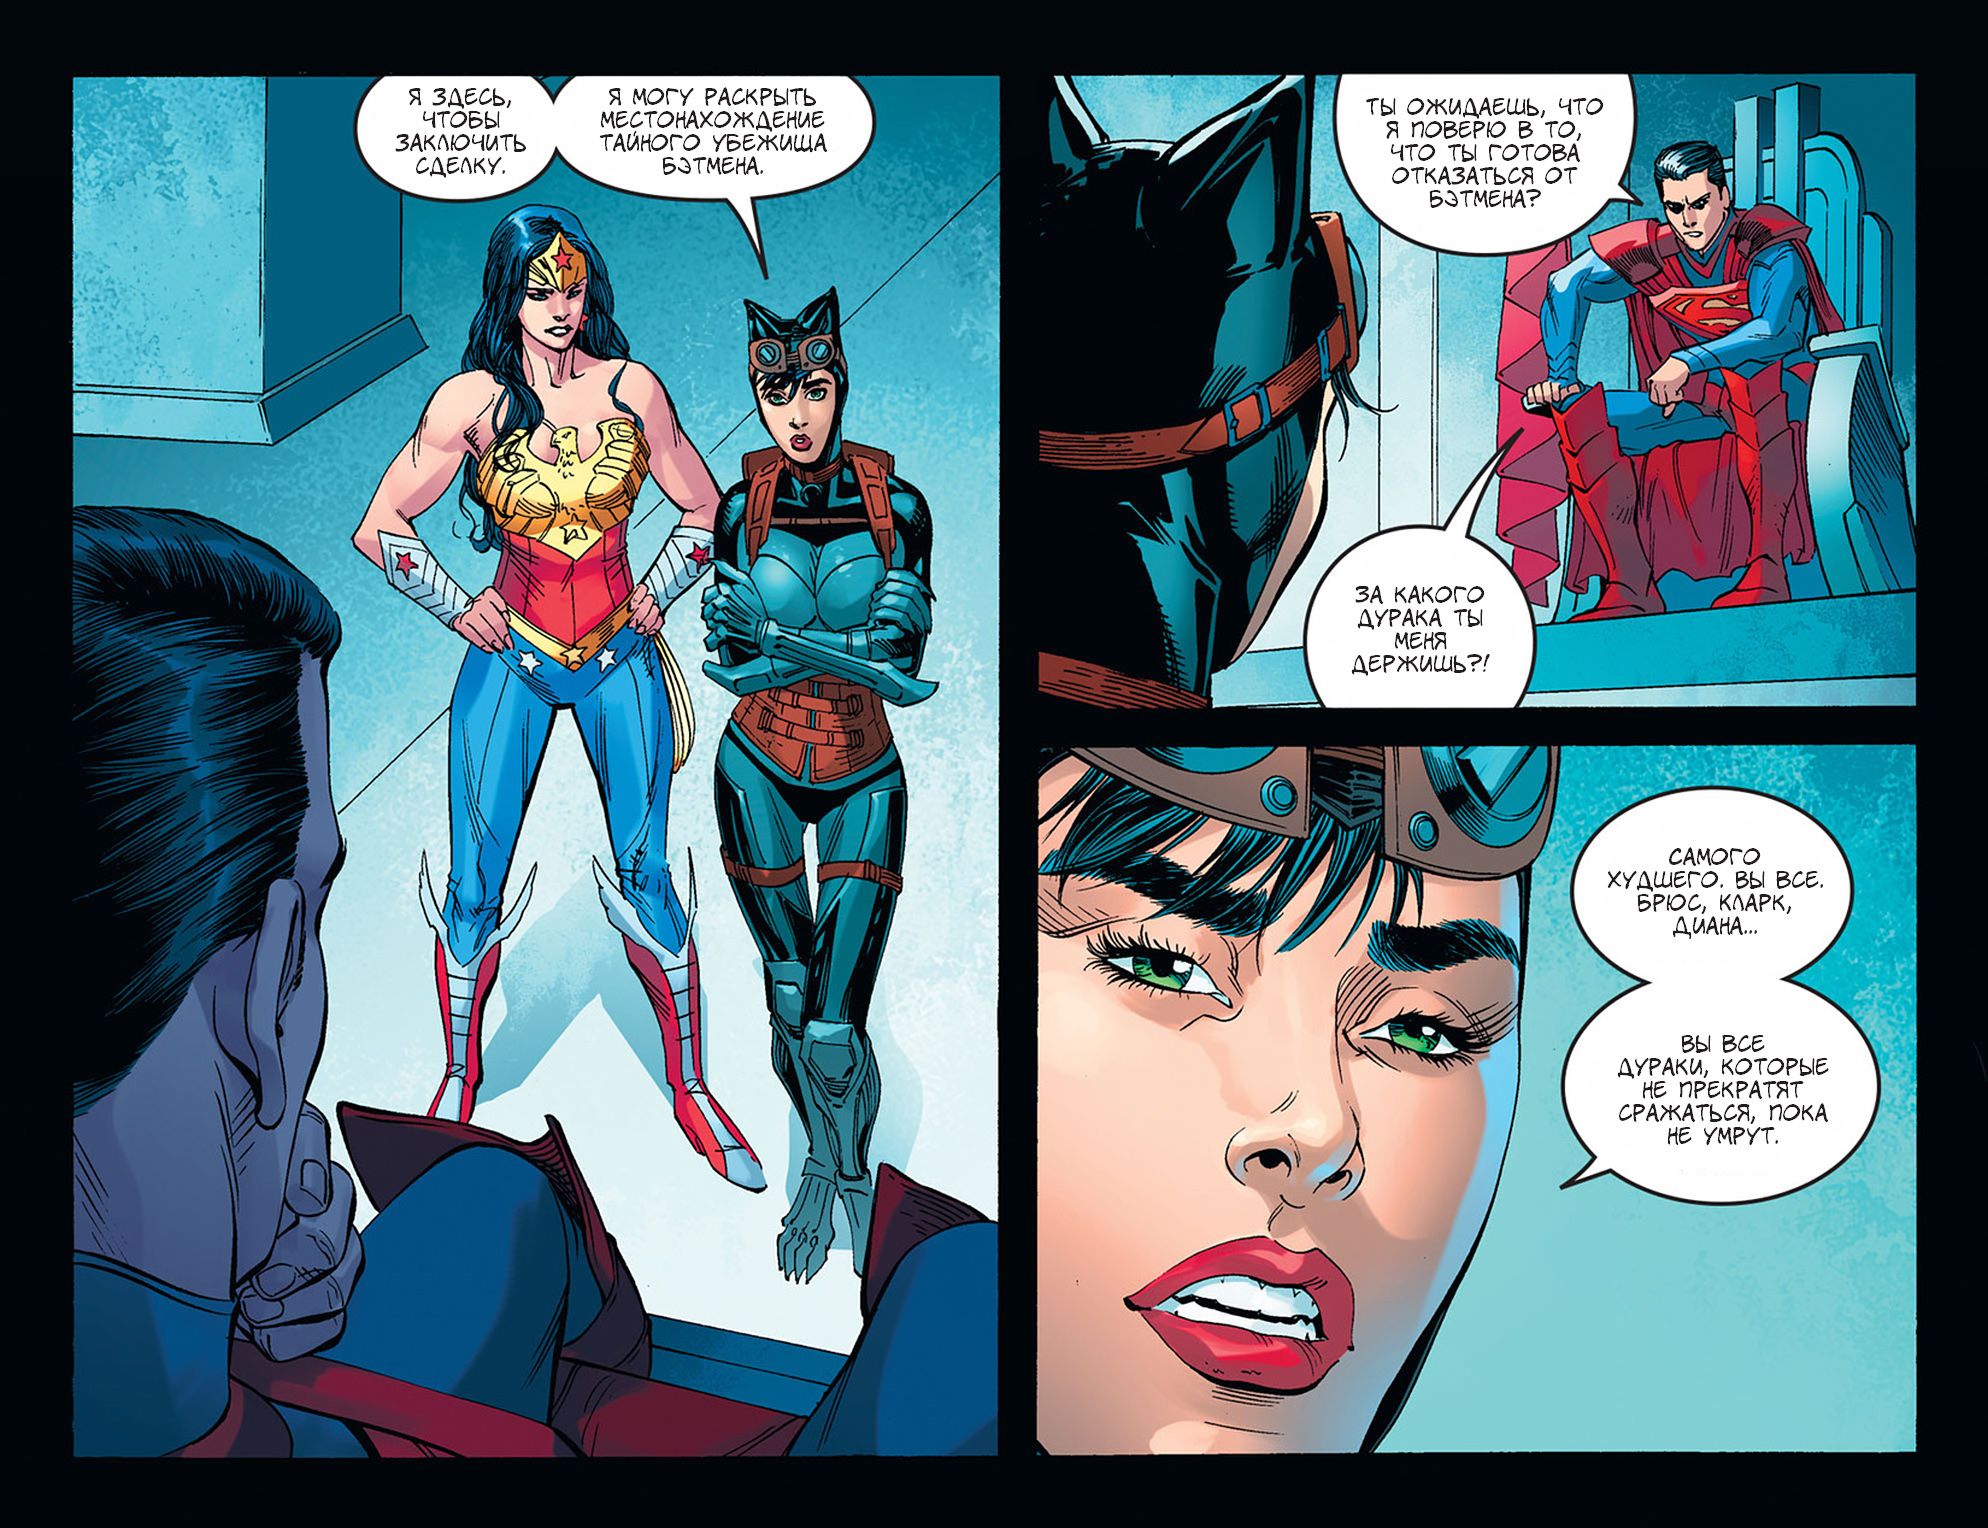 Я ЗДЕСЬ,
ЧТОБЫ
ЗАКЛЮЧИТЬ
СДЕЛКУ.
Я МОГУ РАСКРЫТЬ
МЕСТОНАХОЖДЕНИЕ
ТАЙНОГО УБЕЖИЩА
БЭТМЕНА.
ТЫ ОЖИДАЕШЬ, ЧТО
Я ПОВЕРЮ В ТО,
ЧТО ТЫ ГОТОВА
ОТКАЗАТЬСЯ ОТ
БЭТМЕНА?
ЗА КАКОГО
ДУРАКА ТЫ
МЕНЯ
ДЕРЖИШЬ?!
САМОГО
ХУДШЕГО. ВЫ ВСЕ.
БРЮС, КЛАРК,
ДИАНА...
ВЫ ВСЕ
ДУРАКИ, КОТОРЫЕ
НЕ ПРЕКРАТЯТ
СРАЖАТЬСЯ, ПОКА
НЕ УМРУТ.